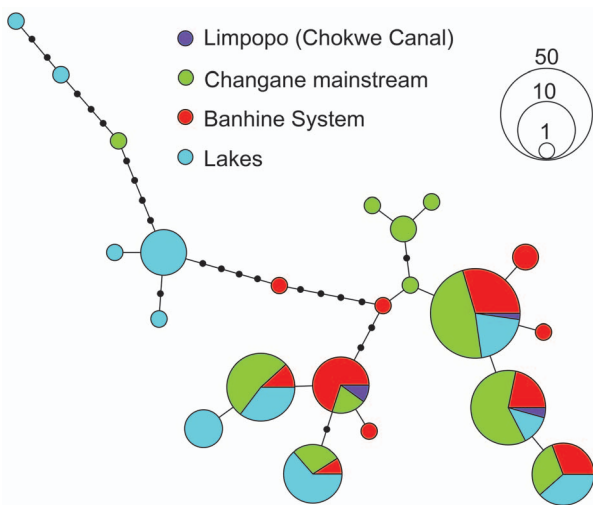 Limpopo (Chokwe Canal)
Changane mainstream
Banhine System
Lakes
50
10
1